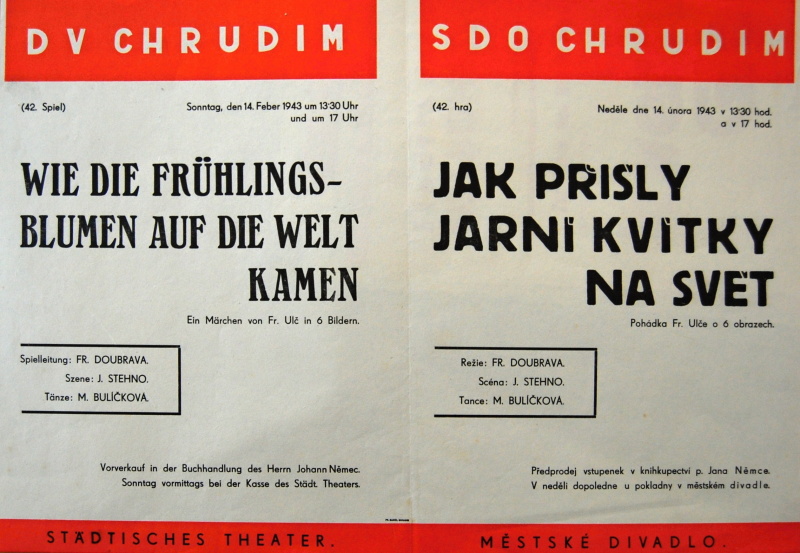 DV CHRUDIM
(42. Spiel)
Sonntag, den 14. Feber 1943 um 13·30 Uhr
und um 17 Uhr
WIE DIE FRÜHLINGS-
BLUMEN AUF DIE WELT
KAMEN
Ein Märchen von Fr. Ulč in 6 Bildern.
Spielleitung: FR. DOUBRAVA.
Szene: J. STEHNO.
Tänze: M. BULÍČKOVÁ.
Vorverkauf in der Buchhandlung des Herrn Johann Němec.
Sonntag vormittags bei der Kasse des Städt. Theaters.
STÄDTISCHES THEATER.
SDO CHRUDIM
(42. hra)
Neděle dne 14. února 1943 v 13·30 hod.
a v 17 hod.
JAK PŘIŠLY
JARNÍ KVÍTKY
NA SVĚT
Pohádka Fr. Ulče o 6 obrazech.
Režie: FR. DOUBRAVA.
Scéna: J. STEHNO.
Tance: M. BULÍČKOVÁ.
Předprodej vstupenek v knihkupectví p. Jana Němce.
V neděli dopoledne u pokladny v městském divadle.
MĚSTSKÉ DIVADLO.